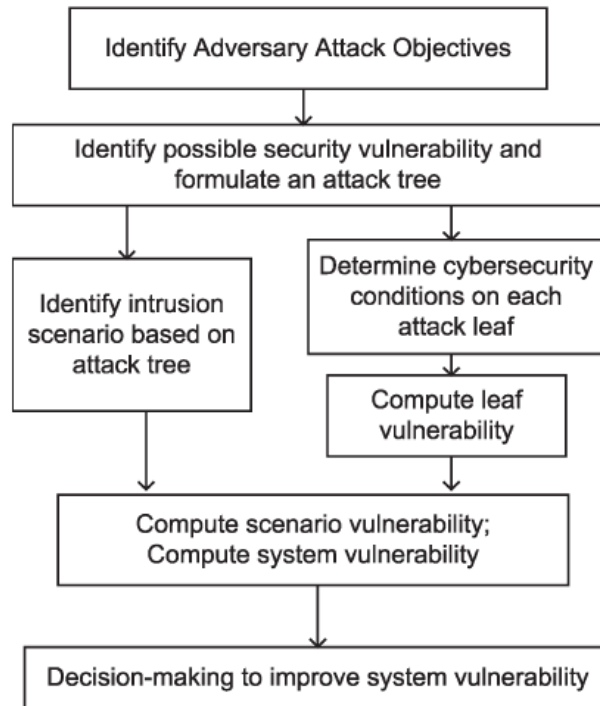 Identify Adversary Attack Objectives
Identify possible security vulnerability and
formulate an attack tree
Identify intrusion
scenario based on
attack tree
Determine cybersecurity
conditions on each
attack leaf
Compute leaf
vulnerability
Compute scenario vulnerability;
Compute system vulnerability
Decision-making to improve system vulnerability